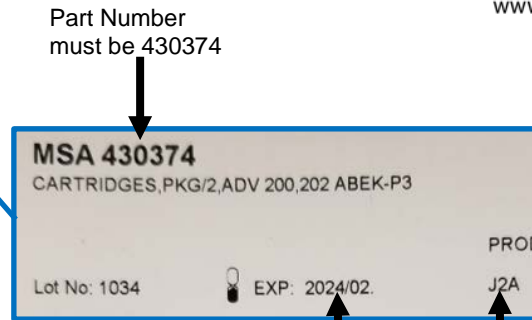 Part Number
must be 430374
MSA 430374
CARTRIDGES,PKG/2,ADV 200,202 ABEK-P3
Lot No: 1034
EXP: 2024/02.
J2A